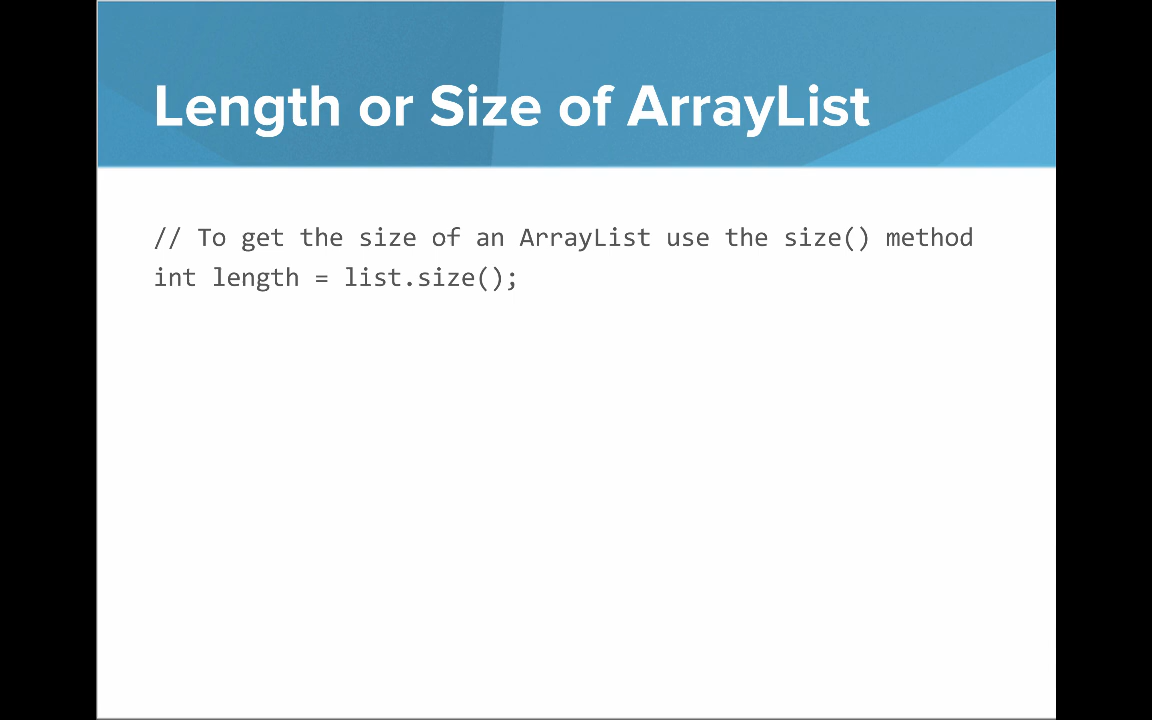 Length or Size of ArrayList
// To get the size of an ArrayList use the size() method
int length = list.size();